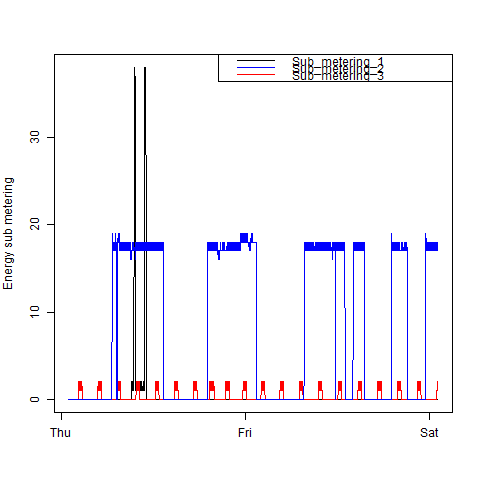 Sub_metering_1
Sub_metering_2
Sub_metering_3
Energy sub metering
30
20
10
0
Thu
Fri
Sat